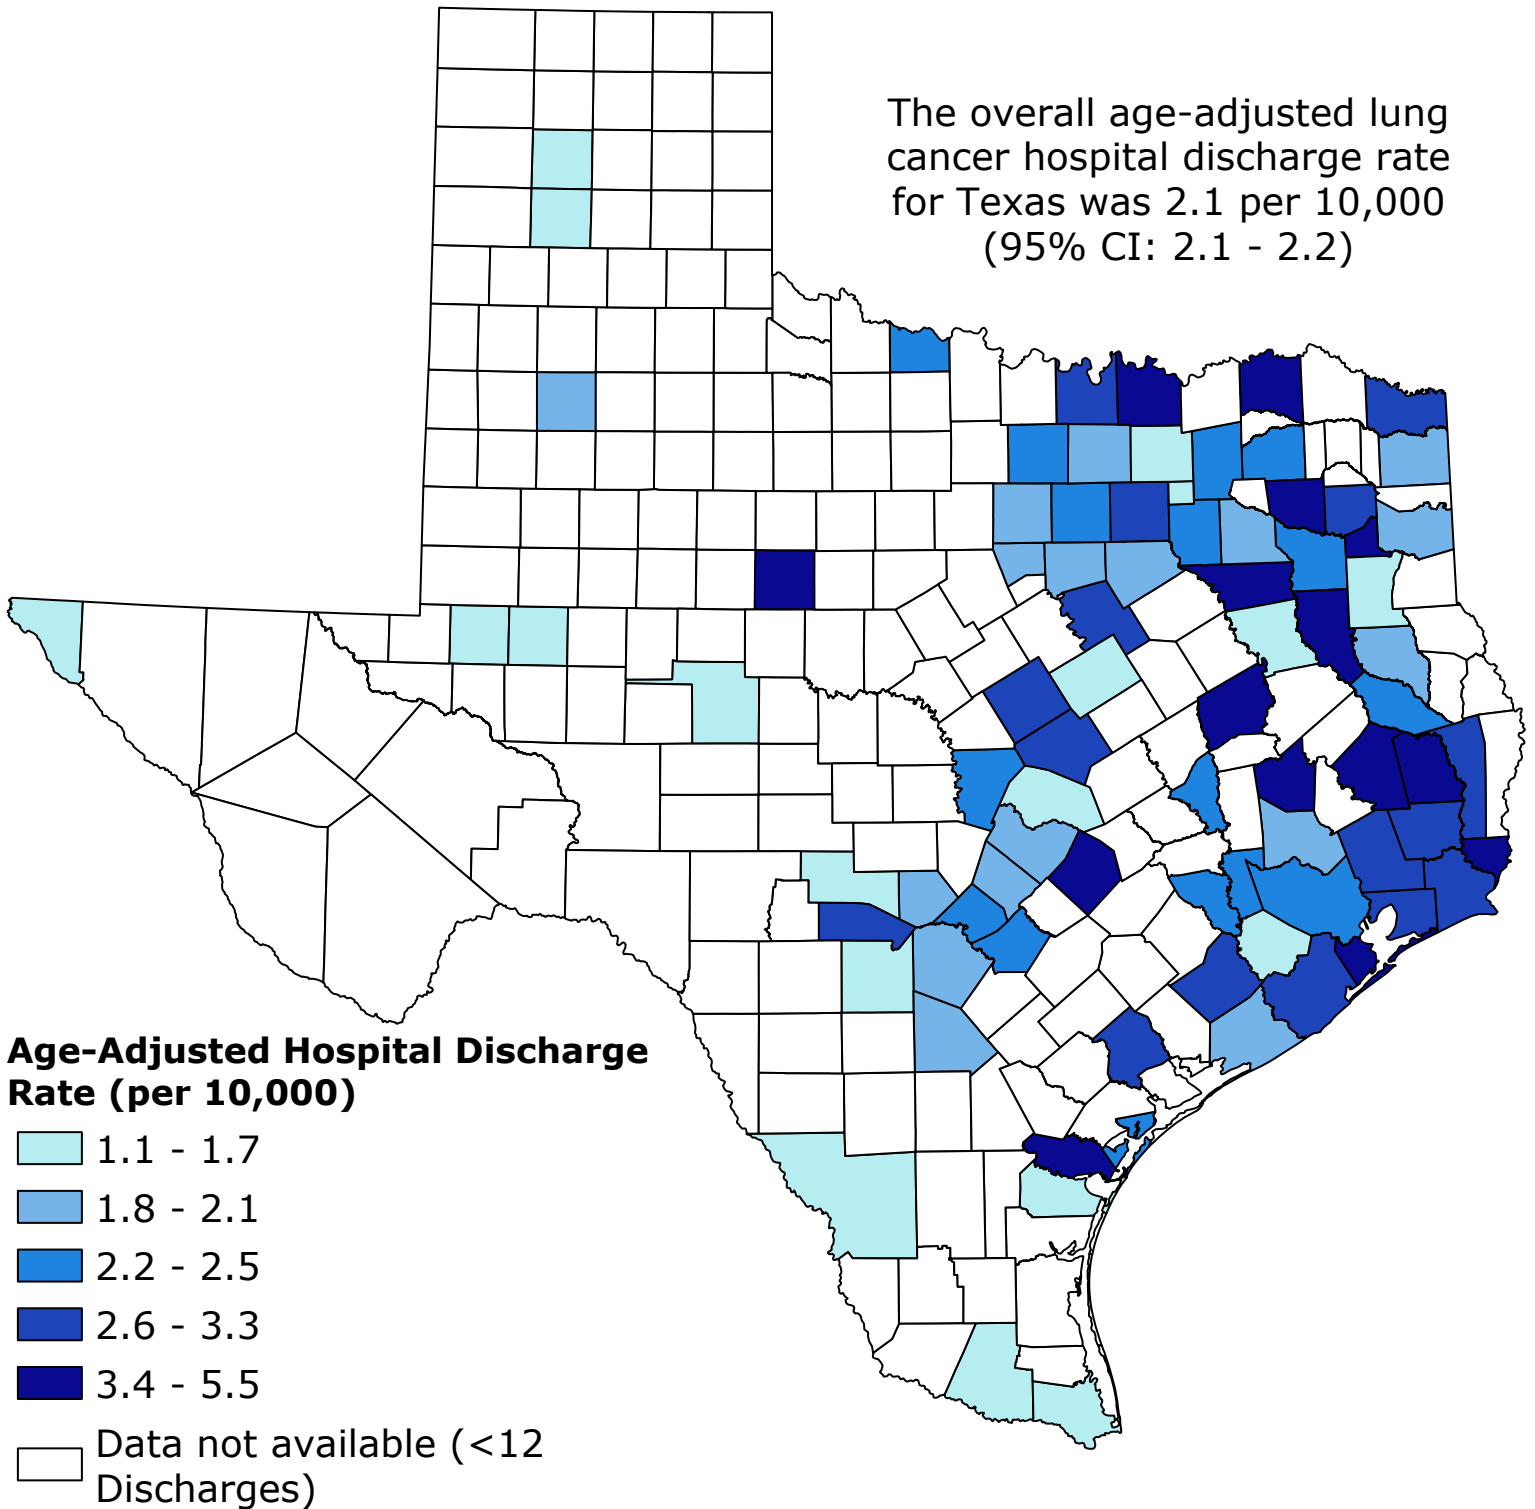 The overall age-adjusted lung
cancer hospital discharge rate
for Texas was 2.1 per 10,000
(95% CI: 2.1 - 2.2)
Age-Adjusted Hospital Discharge
Rate (per 10,000)
1.1 - 1.7
1.8 - 2.1
2.2 - 2.5
2.6 - 3.3
3.4 - 5.5
Data not available (<12
Discharges)